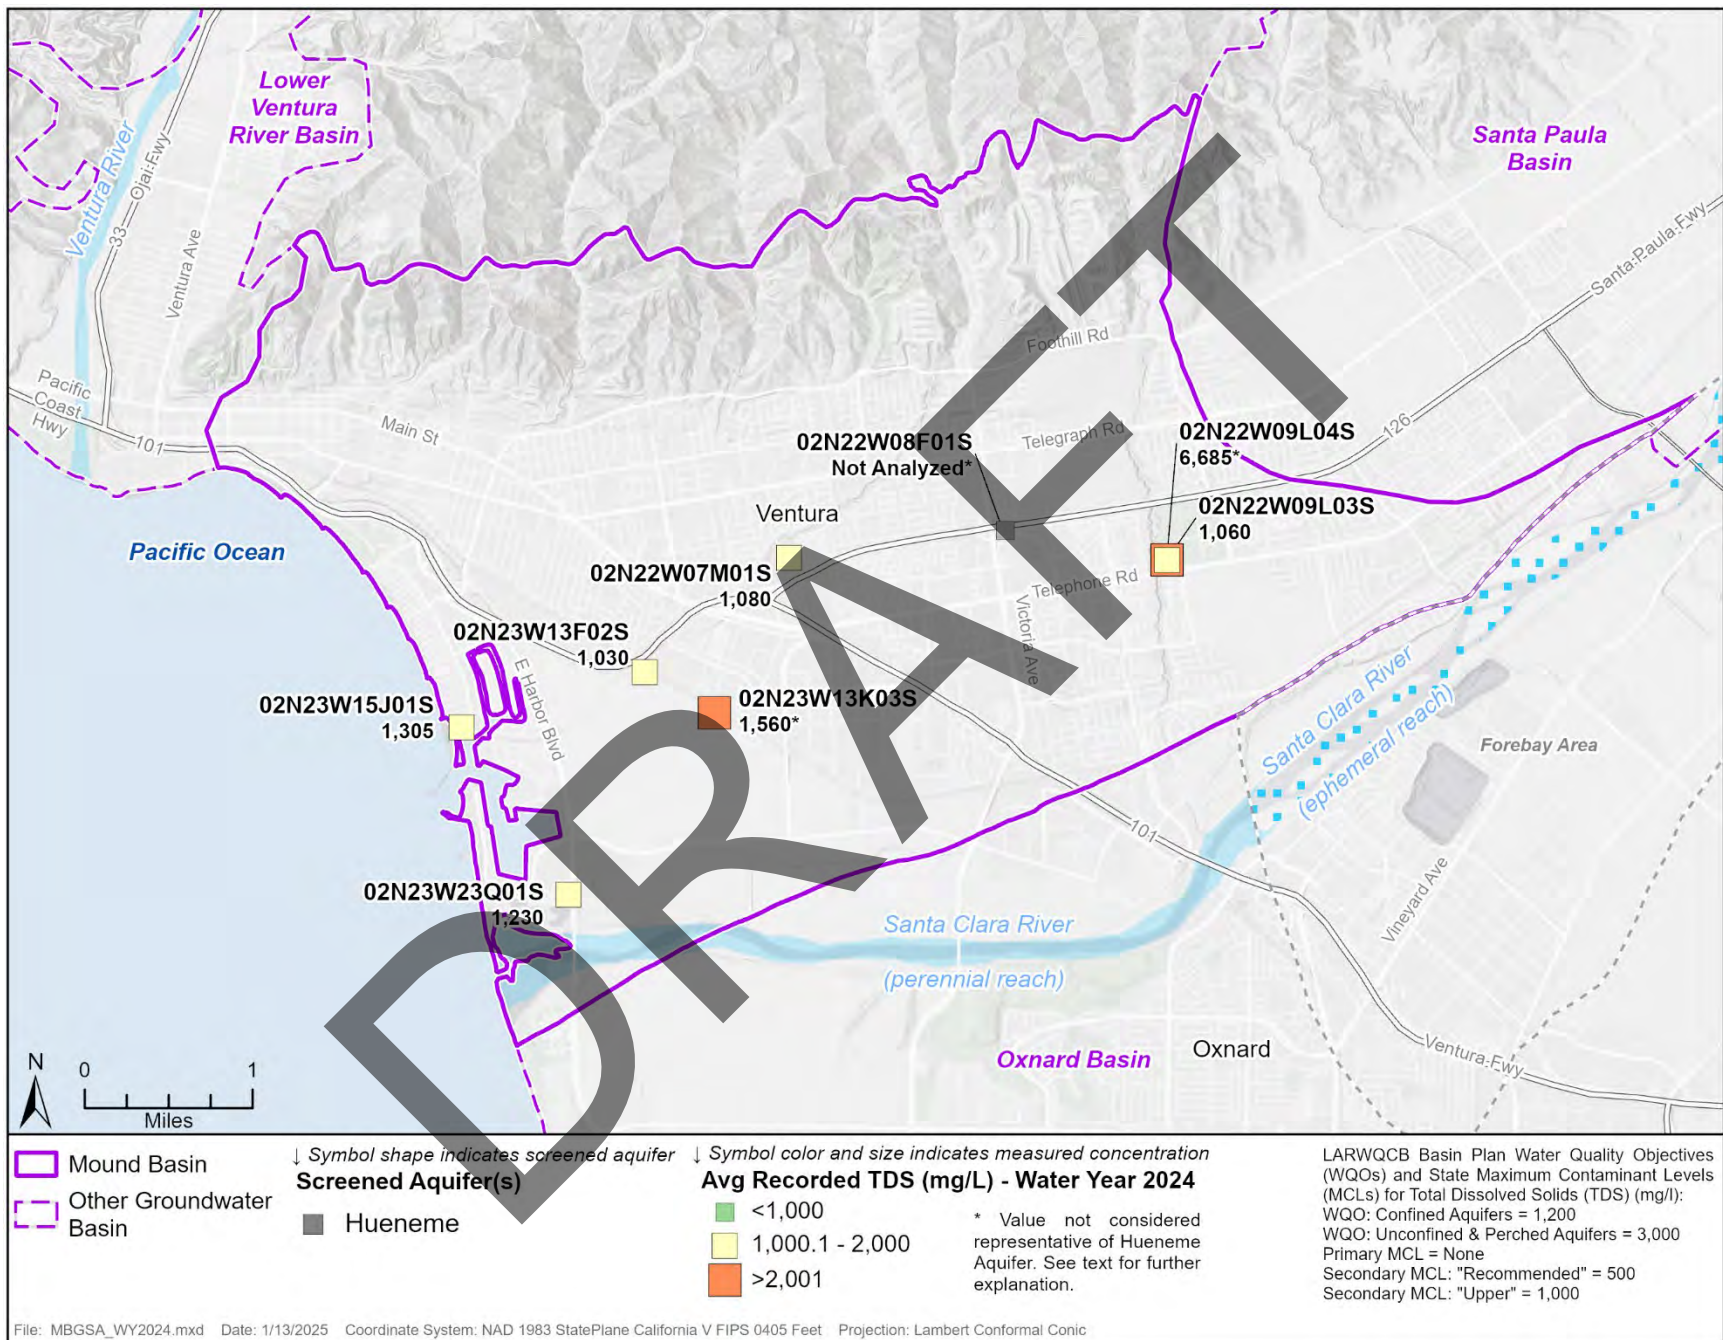 Lower
Ventura
River Basin
Santa Paula
Basin
Ventura River
33
Ojai-Fwy
Ventura Ave
Santa-Paula-Fwy
Foothill Rd
Pacific
Coast
Hwy
101
Main St
Telegraph Rd
126
02N22W08F01S
Not Analyzed*
02N22W09L04S
6,685*
02N22W09L03S
1,060
Ventura
Pacific Ocean
02N22W07M01S
1,080
Telephone Rd
Victoria Ave
02N23W13F02S
1,030
E Harbor Blvd
02N23W15J01S
1,305
02N23W13K03S
1,560*
Santa Clara River
(ephemeral reach)
Forebay Area
101
Vineyard Ave
02N23W23Q01S
1,230
Santa Clara River
(perennial reach)
Oxnard Basin
Oxnard
Ventura-Fwy
DRAFT
N
0 1
Miles
Mound Basin
Other Groundwater
Basin
↓ Symbol shape indicates screened aquifer
Screened Aquifer(s)
Hueneme
↓ Symbol color and size indicates measured concentration
Avg Recorded TDS (mg/L) - Water Year 2024
<1,000
1,000.1 - 2,000
>2,001
* Value not considered
representative of Hueneme
Aquifer. See text for further
explanation.
LARWQCB Basin Plan Water Quality Objectives
(WQOs) and State Maximum Contaminant Levels
(MCLs) for Total Dissolved Solids (TDS) (mg/l):
WQO: Confined Aquifers = 1,200
WQO: Unconfined & Perched Aquifers = 3,000
Primary MCL = None
Secondary MCL: "Recommended" = 500
Secondary MCL: "Upper" = 1,000
File: MBGSA_WY2024.mxd Date: 1/13/2025 Coordinate System: NAD 1983 StatePlane California V FIPS 0405 Feet Projection: Lambert Conformal Conic